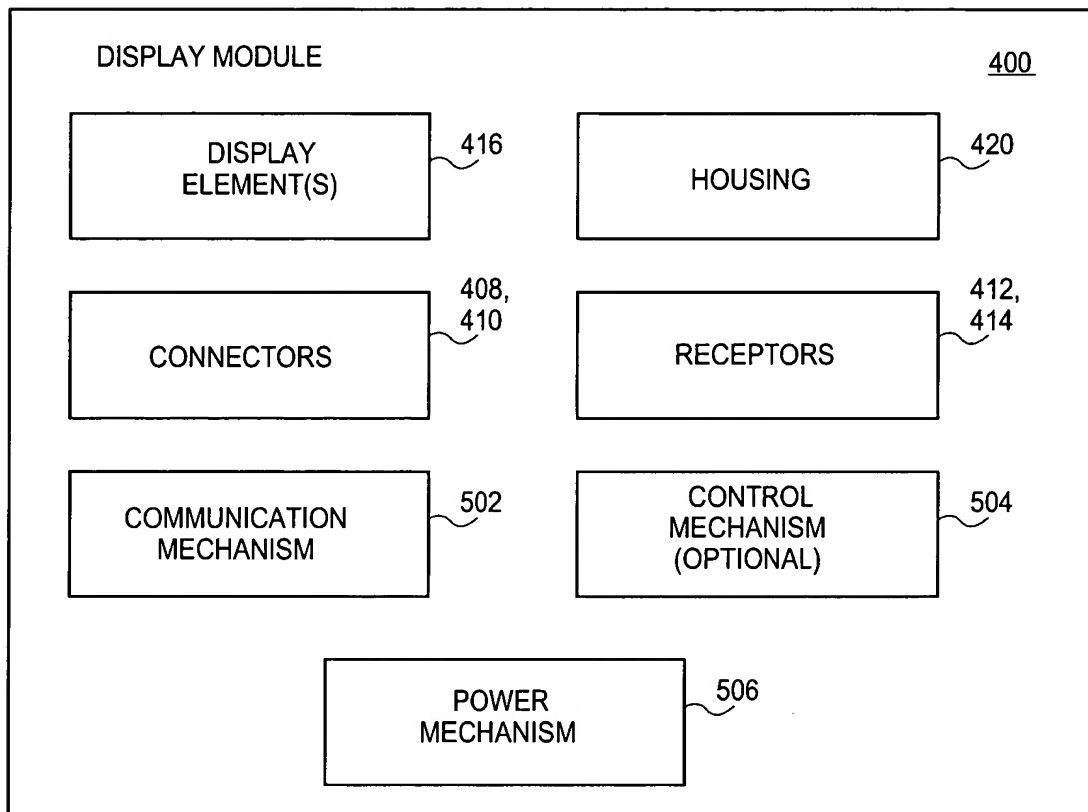 DISPLAY MODULE
400
DISPLAY
ELEMENT(S)
416
HOUSING
420
CONNECTORS
408,
410
RECEPTORS
412,
414
COMMUNICATION
MECHANISM
502
CONTROL
MECHANISM
(OPTIONAL)
504
POWER
MECHANISM
506